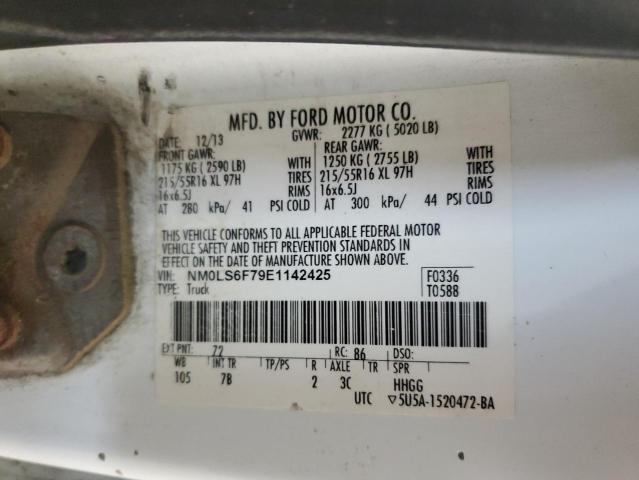 MFD. BY FORD MOTOR CO.
DATE: 12/13 GVWR: 2277 KG ( 5020 LB)
FRONT GAWR: REAR GAWR:
1175 KG ( 2590 LB) WITH 1250 KG ( 2755 LB) WITH
215/55R16 XL 97H TIRES 215/55R16 XL 97H TIRES
16x6.5J RIMS 16x6.5J RIMS
AT 280 kPa/ 41 PSI COLD AT 300 kPa/ 44 PSI COLD
THIS VEHICLE CONFORMS TO ALL APPLICABLE FEDERAL MOTOR
VEHICLE SAFETY AND THEFT PREVENTION STANDARDS IN
EFFECT ON THE DATE OF MANUFACTURE SHOWN ABOVE.
VIN: NM0LS6F79E1142425 F0336
TYPE: Truck T0588
EXT PNT: 72 RC: 86 DSO:
WB INT TR TP/PS R AXLE TR SPR
105 7B 2 3C HHGG
UTC ▽5U5A-1520472-BA